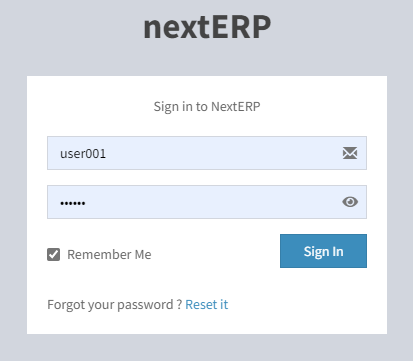 nextERP
Sign in to NextERP
user001
••••••
Remember Me
Sign In
Forgot your password ? Reset it